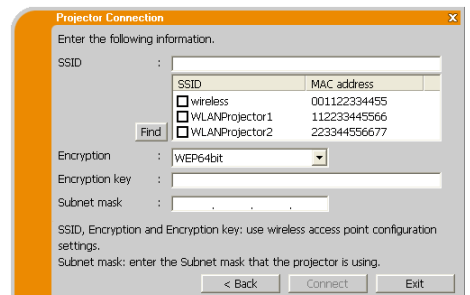 Projector Connection x
Enter the following information.
SSID :
SSID MAC address
wireless 001122334455
WLANProjector1 112233445566
Find WLANProjector2 223344556677
Encryption : WEP64bit
Encryption key :
Subnet mask : . . .
SSID, Encryption and Encryption key: use wireless access point configuration
settings.
Subnet mask: enter the Subnet mask that the projector is using.
< Back Connect Exit